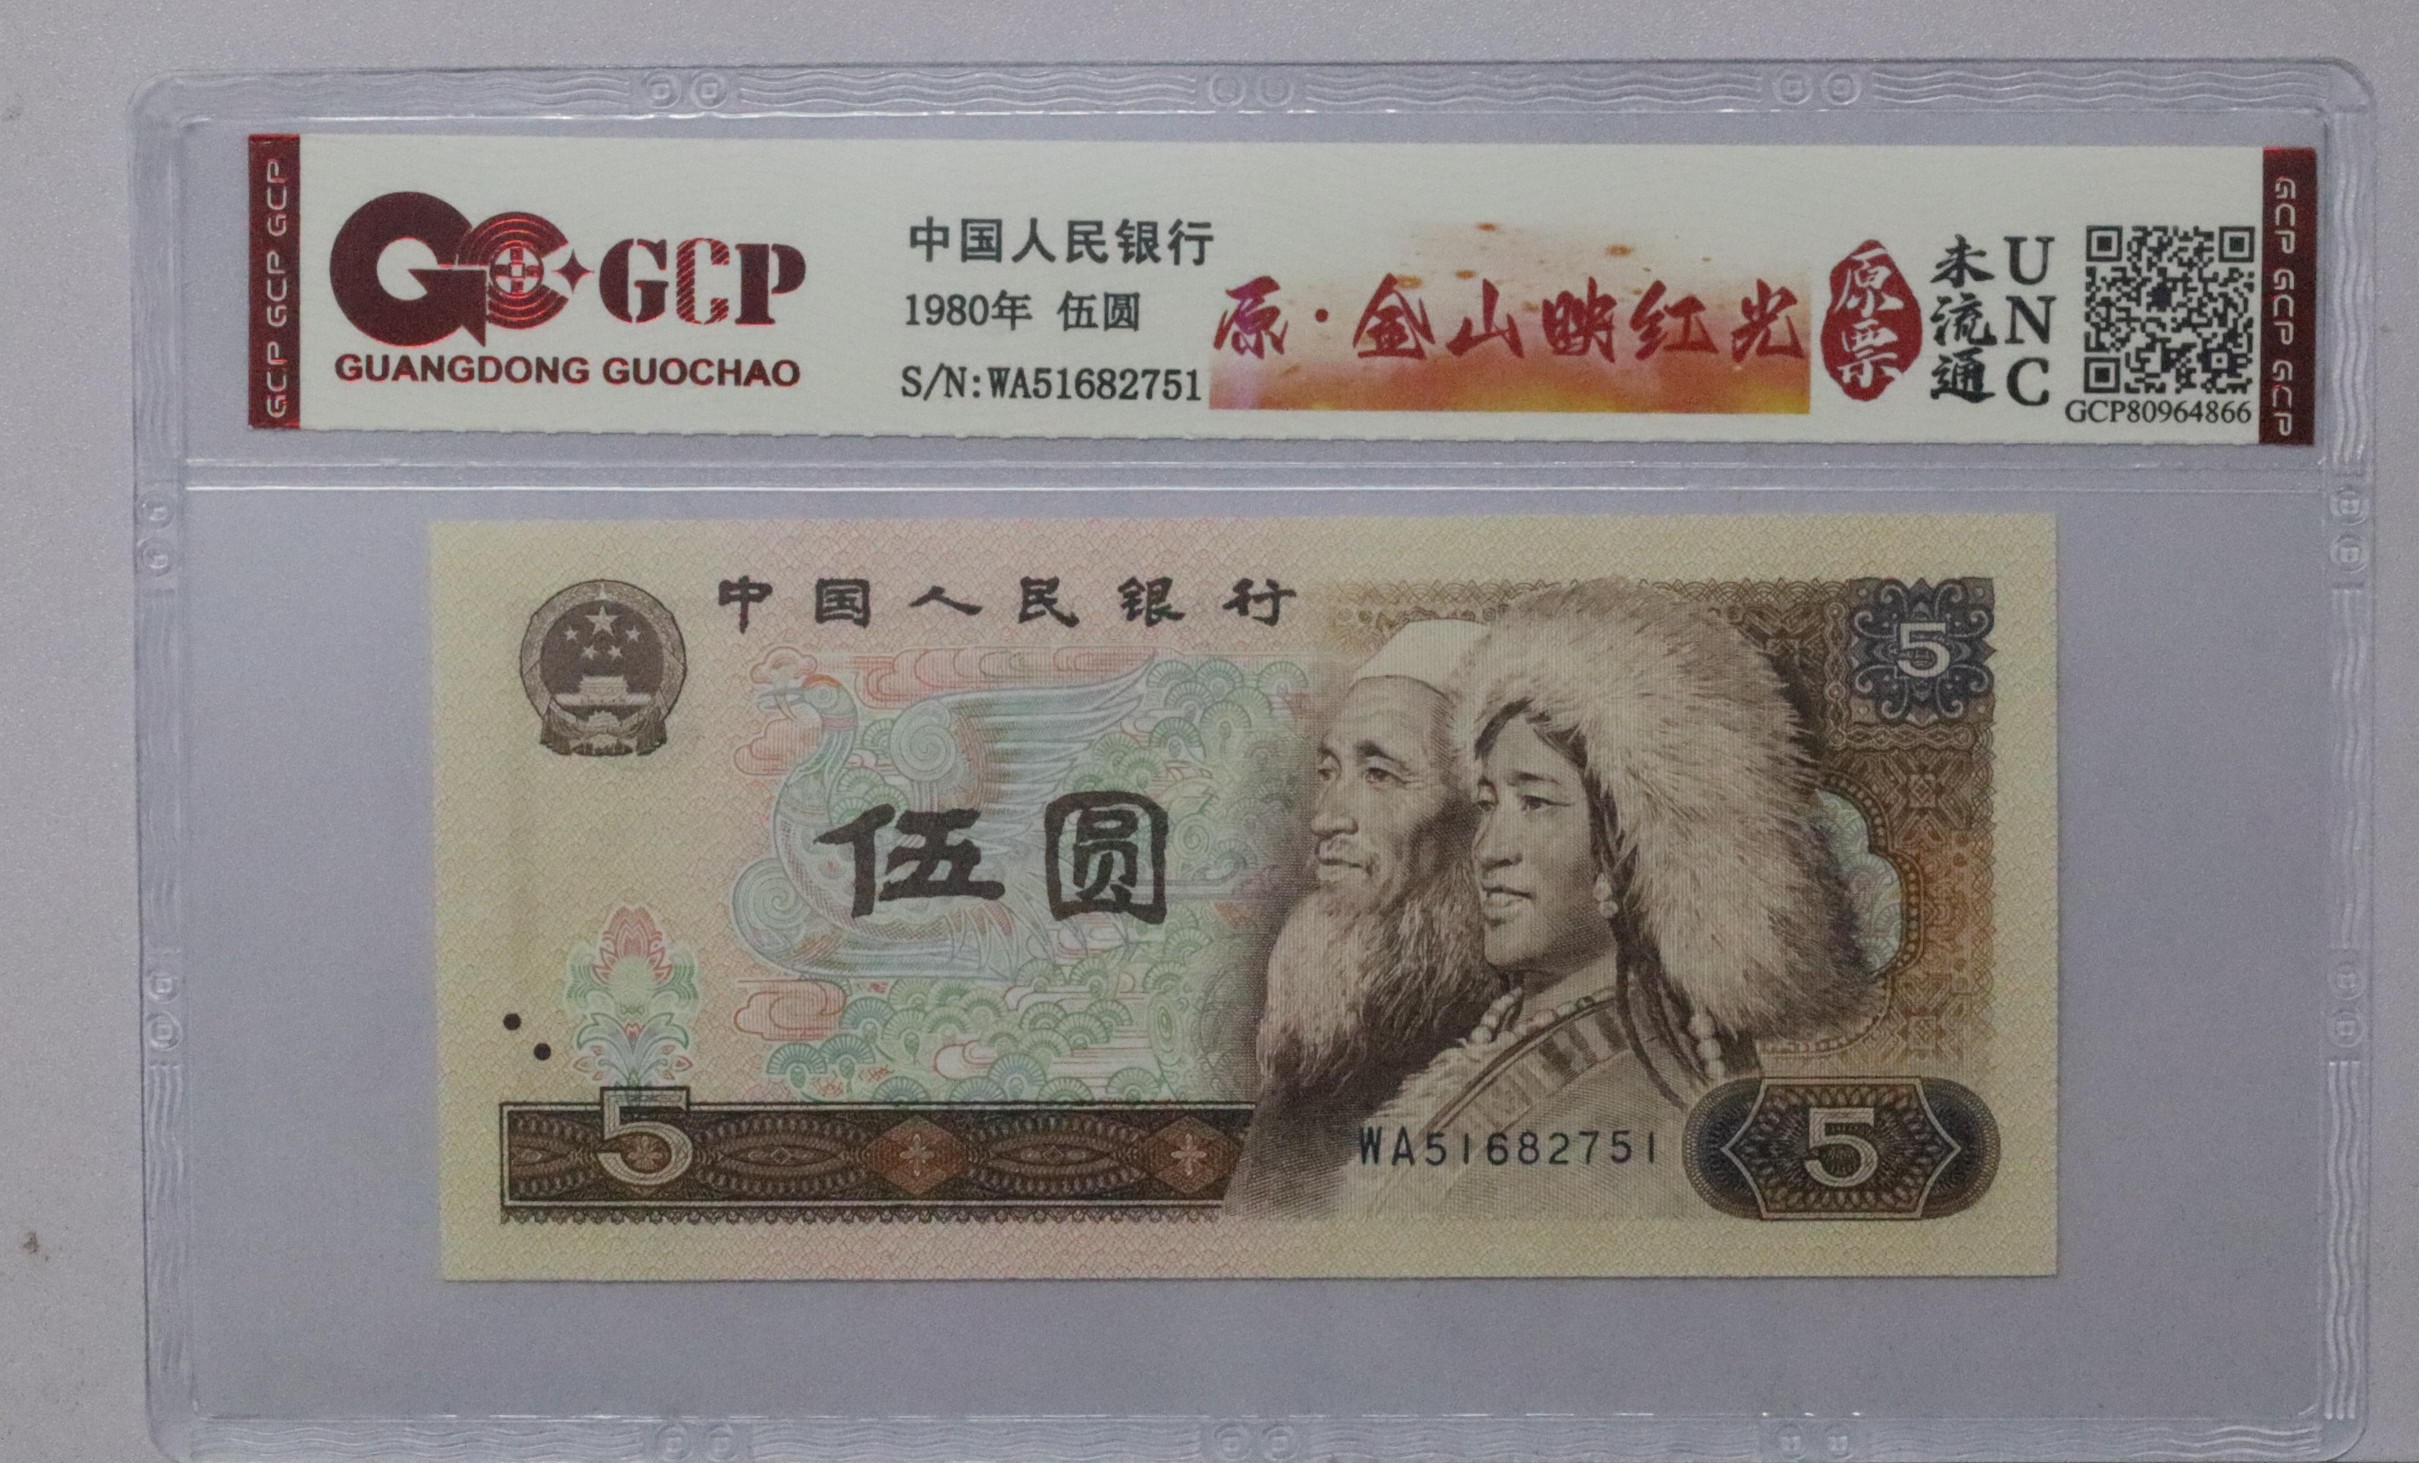 GCP GCP GCP
GCP
GUANGDONG GUOCHAO
中国人民银行
1980年 伍圆
S/N:WA51682751
原·金山映红光
原票
未流通
UNC
GCP80964866
GCP GCP GCP
中国人民银行
5
伍圆
5
WA51682751
5